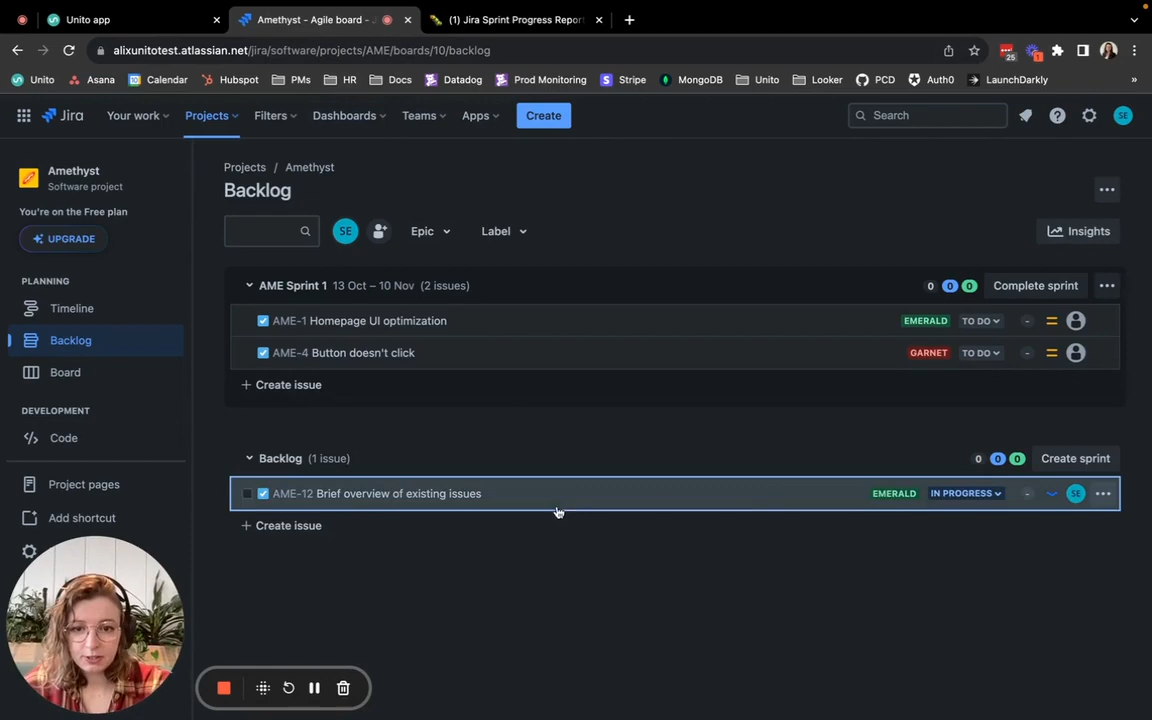 Unito app
Amethyst - Agile board - J
(1) Jira Sprint Progress Report
alixunitotest.atlassian.net/jira/software/projects/AME/boards/10/backlog
25
1
Unito Asana Calendar Hubspot PMs HR Docs Datadog Prod Monitoring Stripe MongoDB Unito Looker PCD Auth0 LaunchDarkly »
Jira Your work Projects Filters Dashboards Teams Apps Create Search SE
Amethyst
Software project
You're on the Free plan
UPGRADE
PLANNING
Timeline
Backlog
Board
DEVELOPMENT
Code
Project pages
Add shortcut
Projects / Amethyst
Backlog
SE Epic Label Insights
AME Sprint 1 13 Oct – 10 Nov (2 issues) 0 0 0 Complete sprint
AME-1 Homepage UI optimization EMERALD TO DO -
AME-4 Button doesn't click GARNET TO DO -
+ Create issue
Backlog (1 issue) 0 0 0 Create sprint
AME-12 Brief overview of existing issues EMERALD IN PROGRESS - SE
+ Create issue